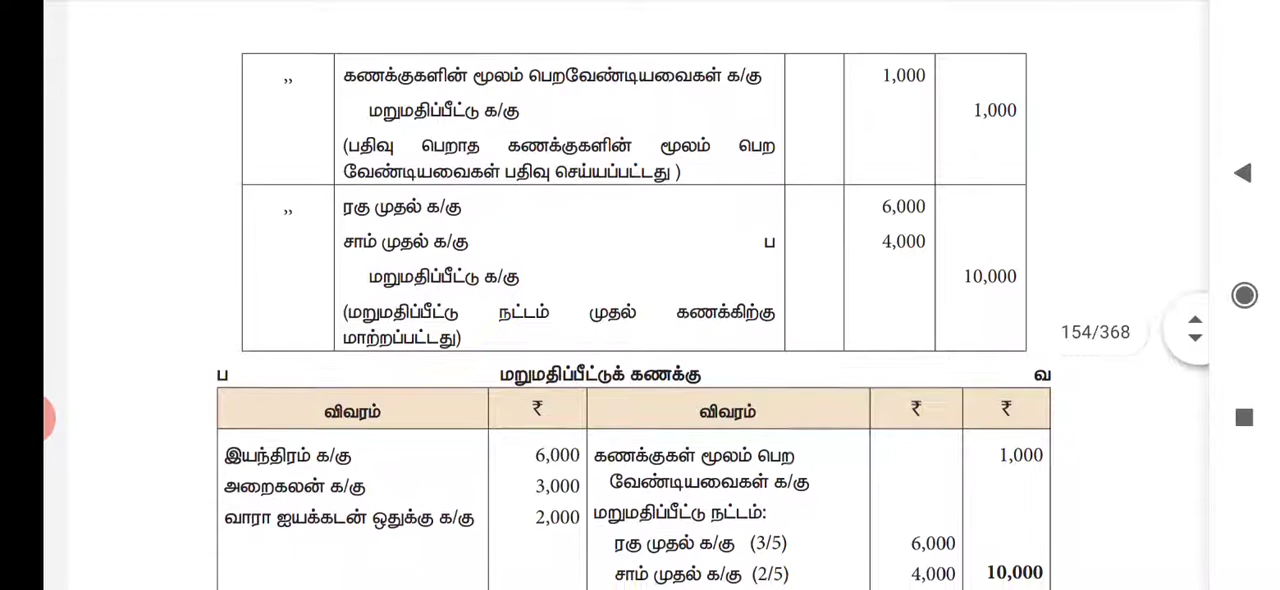 ,, கணக்குகளின் மூலம் பெறவேண்டியவைகள் க/கு 1,000
மறுமதிப்பீட்டு க/கு 1,000
(பதிவு பெறாத கணக்குகளின் மூலம் பெற
வேண்டியவைகள் பதிவு செய்யப்பட்டது )
,, ரகு முதல் க/கு 6,000
சாம் முதல் க/கு ப 4,000
மறுமதிப்பீட்டு க/கு 10,000
(மறுமதிப்பீட்டு நட்டம் முதல் கணக்கிற்கு
மாற்றப்பட்டது)
154/368
ப மறுமதிப்பீட்டுக் கணக்கு வ
விவரம் ₹ விவரம் ₹ ₹
இயந்திரம் க/கு 6,000 கணக்குகள் மூலம் பெற 1,000
அறைகலன் க/கு 3,000 வேண்டியவைகள் க/கு
வாரா ஐயக்கடன் ஒதுக்கு க/கு 2,000 மறுமதிப்பீட்டு நட்டம்:
ரகு முதல் க/கு (3/5) 6,000
சாம் முதல் க/கு (2/5) 4,000 10,000